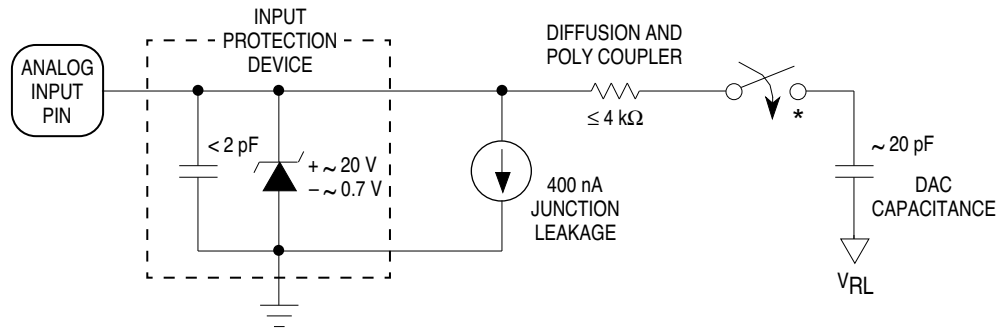 INPUT
PROTECTION
DEVICE
ANALOG
INPUT
PIN
< 2 pF
+ ~ 20 V
– ~ 0.7 V
400 nA
JUNCTION
LEAKAGE
DIFFUSION AND
POLY COUPLER
≤ 4 kΩ
*
~ 20 pF
DAC
CAPACITANCE
VRL